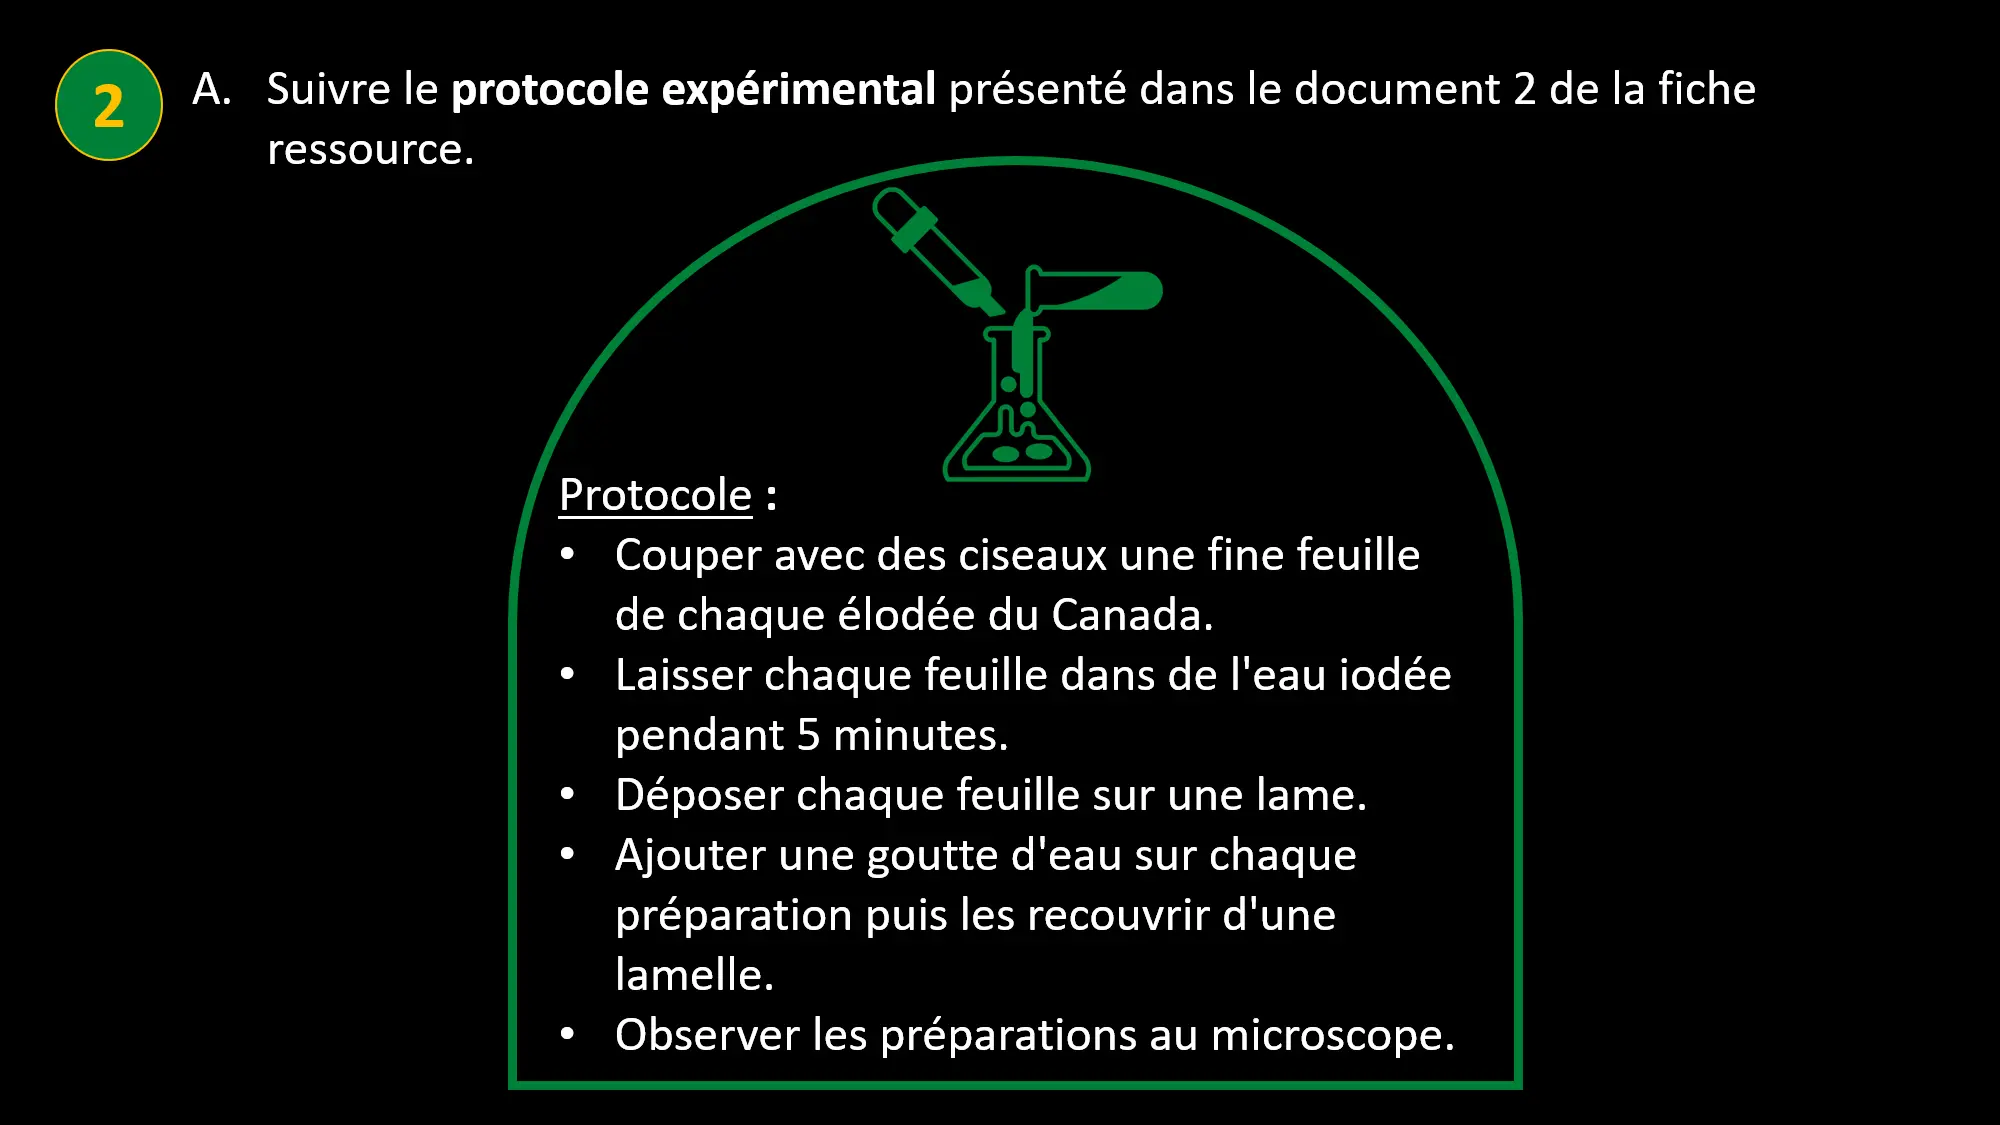 2
A. Suivre le protocole expérimental présenté dans le document 2 de la fiche
ressource.
Protocole :
• Couper avec des ciseaux une fine feuille
de chaque élodée du Canada.
• Laisser chaque feuille dans de l'eau iodée
pendant 5 minutes.
• Déposer chaque feuille sur une lame.
• Ajouter une goutte d'eau sur chaque
préparation puis les recouvrir d'une
lamelle.
• Observer les préparations au microscope.